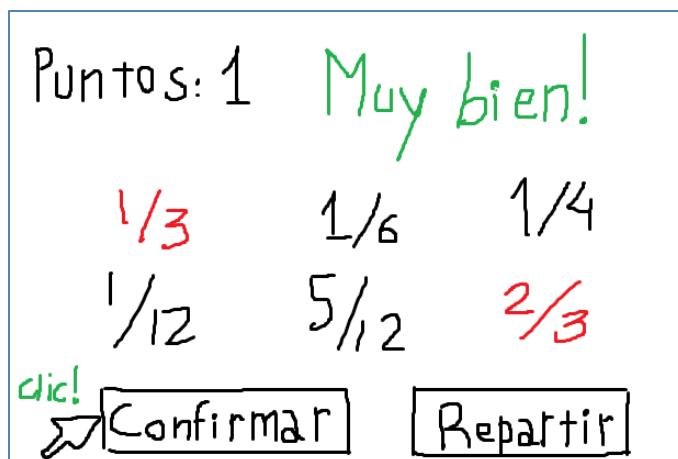 Puntos: 1 Muy bien!
1/3 1/6 1/4
1/12 5/12 2/3
clic!
Confirmar Repartir